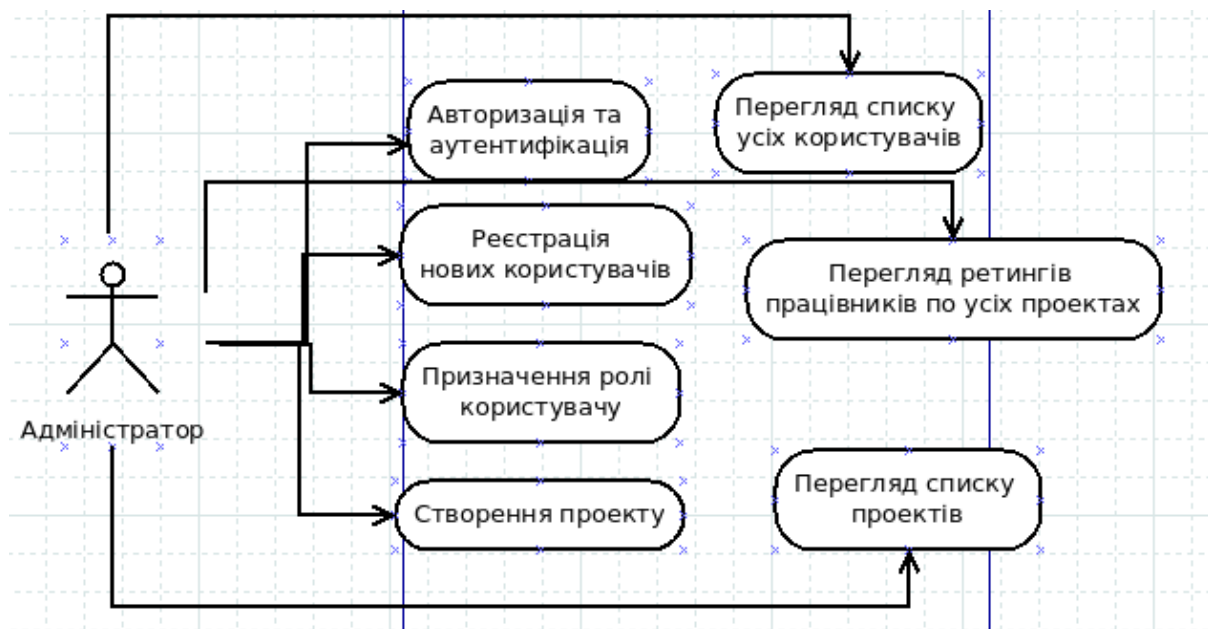 Авторизація та
аутентифікація
Перегляд списку
усіх користувачів
Реєстрація
нових користувачів
Перегляд ретингів
працівників по усіх проектах
Призначення ролі
користувачу
Адміністратор
Перегляд списку
проектів
Створення проекту